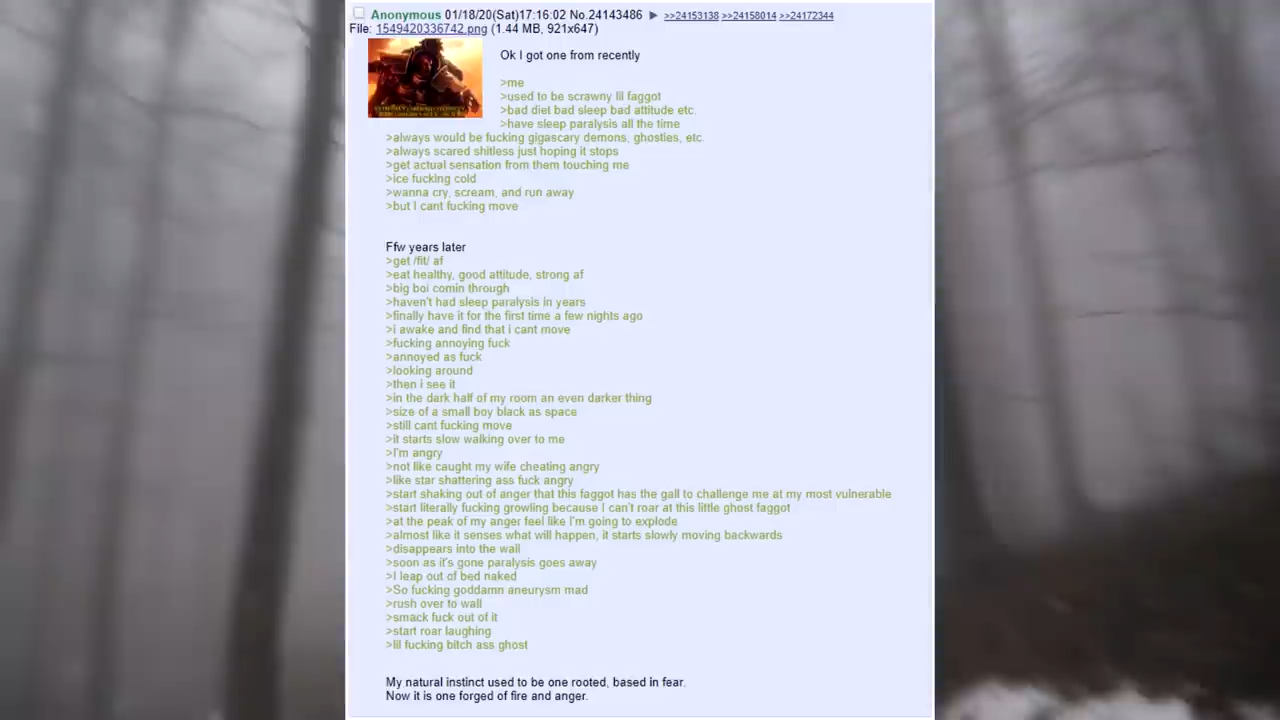 Anonymous 01/18/20(Sat)17:16:02 No.24143486 ▶ >>24153138 >>24158014 >>24172344
File: 1549420336742.png (1.44 MB, 921x647)
Ok I got one from recently
>me
>used to be scrawny lil faggot
>bad diet bad sleep bad attitude etc.
>have sleep paralysis all the time
>always would be fucking gigascary demons, ghosties, etc.
>always scared shitless just hoping it stops
>get actual sensation from them touching me
>ice fucking cold
>wanna cry, scream, and run away
>but I cant fucking move
Ffw years later
>get /fit/ af
>eat healthy, good attitude, strong af
>big boi comin through
>haven't had sleep paralysis in years
>finally have it for the first time a few nights ago
>i awake and find that i cant move
>fucking annoying fuck
>annoyed as fuck
>looking around
>then i see it
>in the dark half of my room an even darker thing
>size of a small boy black as space
>still cant fucking move
>it starts slow walking over to me
>I'm angry
>not like caught my wife cheating angry
>like star shattering ass fuck angry
>start shaking out of anger that this faggot has the gall to challenge me at my most vulnerable
>start literally fucking growling because I can't roar at this little ghost faggot
>at the peak of my anger feel like I'm going to explode
>almost like it senses what will happen, it starts slowly moving backwards
>disappears into the wall
>soon as it's gone paralysis goes away
>I leap out of bed naked
>So fucking goddamn aneurysm mad
>rush over to wall
>smack fuck out of it
>start roar laughing
>lil fucking bitch ass ghost
My natural instinct used to be one rooted, based in fear.
Now it is one forged of fire and anger.